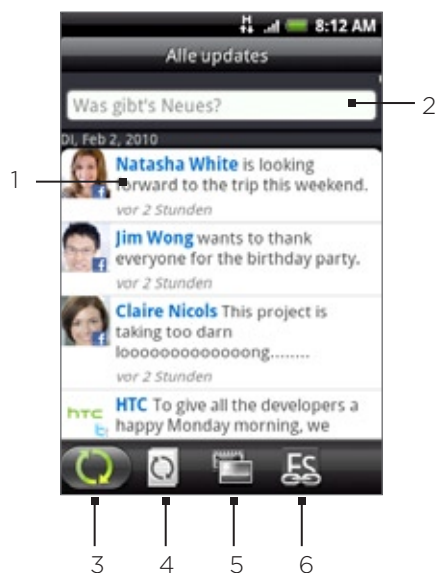 H 8:12 AM
Alle updates
Was gibt's Neues?
2
DI, Feb 2, 2010
1
Natasha White is looking
forward to the trip this weekend.
vor 2 Stunden
Jim Wong wants to thank
everyone for the birthday party.
vor 2 Stunden
Claire Nicols This project is
taking too darn
looooooooooooong........
vor 2 Stunden
hTC HTC To give all the developers a
happy Monday morning, we
FS
3 4 5 6